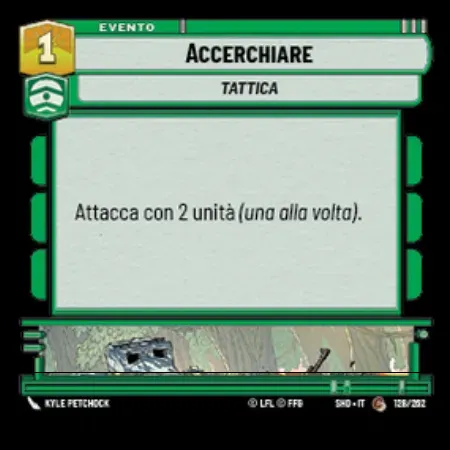 EVENTO
1
ACCERCHIARE
TATTICA
Attacca con 2 unità (una alla volta).
KYLE PETCHOCK
© LFL © FFG
SHD • IT
128/262